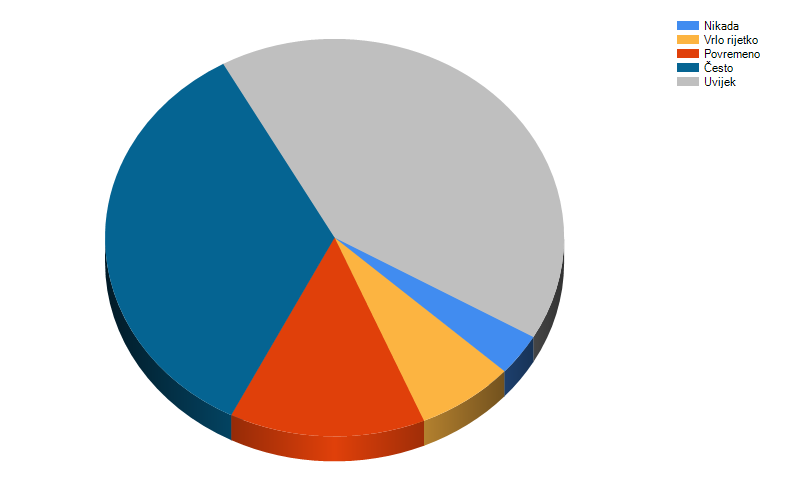 Nikada
Vrlo rijetko
Povremeno
Često
Uvijek